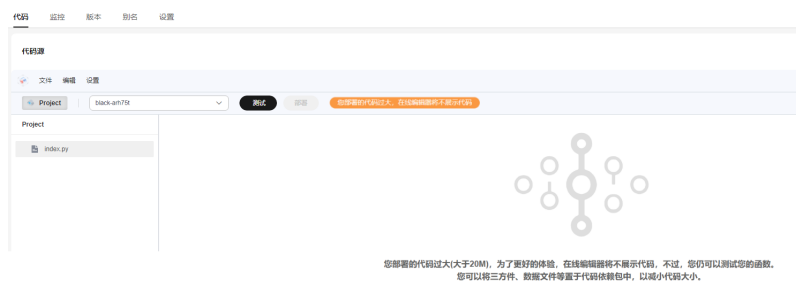 代码 监控 版本 别名 设置
代码源
文件 编辑 设置
Project black-arh75t 测试 部署 您部署的代码过大，在线编辑器将不展示代码
Project
index.py
您部署的代码过大(大于20M)，为了更好的体验，在线编辑器将不展示代码，不过，您仍可以测试您的函数。
您可以将三方件、数据文件等置于代码依赖包中，以减小代码大小。